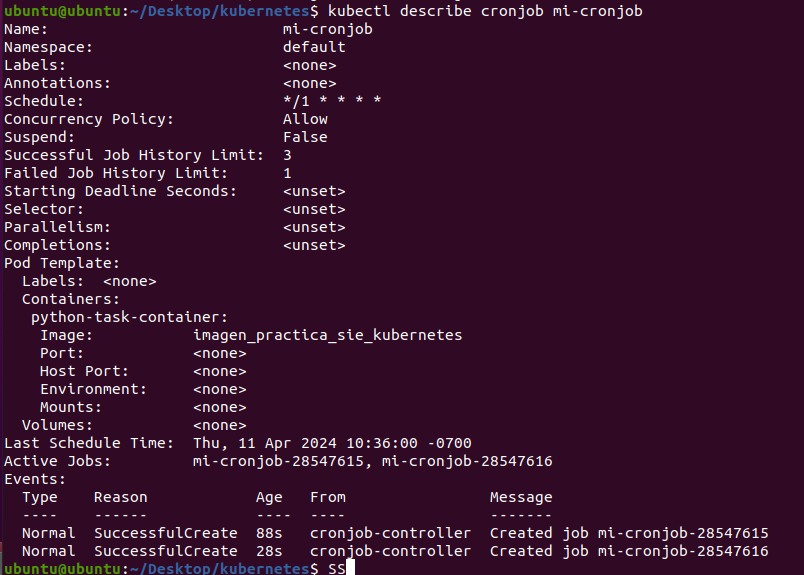 ubuntu@ubuntu:~/Desktop/kubernetes$ kubectl describe cronjob mi-cronjob
Name:                          mi-cronjob
Namespace:                     default
Labels:                        <none>
Annotations:                   <none>
Schedule:                      */1 * * * *
Concurrency Policy:            Allow
Suspend:                       False
Successful Job History Limit:  3
Failed Job History Limit:      1
Starting Deadline Seconds:     <unset>
Selector:                      <unset>
Parallelism:                   <unset>
Completions:                   <unset>
Pod Template:
  Labels:  <none>
  Containers:
   python-task-container:
    Image:           imagen_practica_sie_kubernetes
    Port:            <none>
    Host Port:       <none>
    Environment:     <none>
    Mounts:          <none>
  Volumes:           <none>
Last Schedule Time:  Thu, 11 Apr 2024 10:36:00 -0700
Active Jobs:         mi-cronjob-28547615, mi-cronjob-28547616
Events:
  Type    Reason            Age   From                Message
  ----    ------            ----  ----                -------
  Normal  SuccessfulCreate  88s   cronjob-controller  Created job mi-cronjob-28547615
  Normal  SuccessfulCreate  28s   cronjob-controller  Created job mi-cronjob-28547616
ubuntu@ubuntu:~/Desktop/kubernetes$ SS